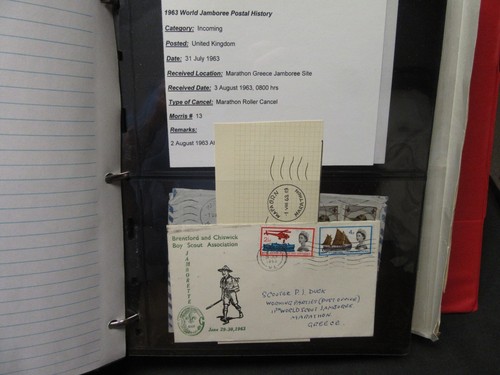 1963 World Jamboree Postal History
Category: Incoming
Posted: United Kingdom
Date: 31 July 1963
Received Location: Marathon Greece Jamboree Site
Received Date: 3 August 1963, 0800 hrs
Type of Cancel: Marathon Roller Cancel
Morris # 13
Remarks:
2 August 1963 Al
Brentford and Chiswick
Boy Scout Association
JAMBORETTE
June 28-30, 1963
SCOUTER P. I. DUCK
MARATHON
GREECE